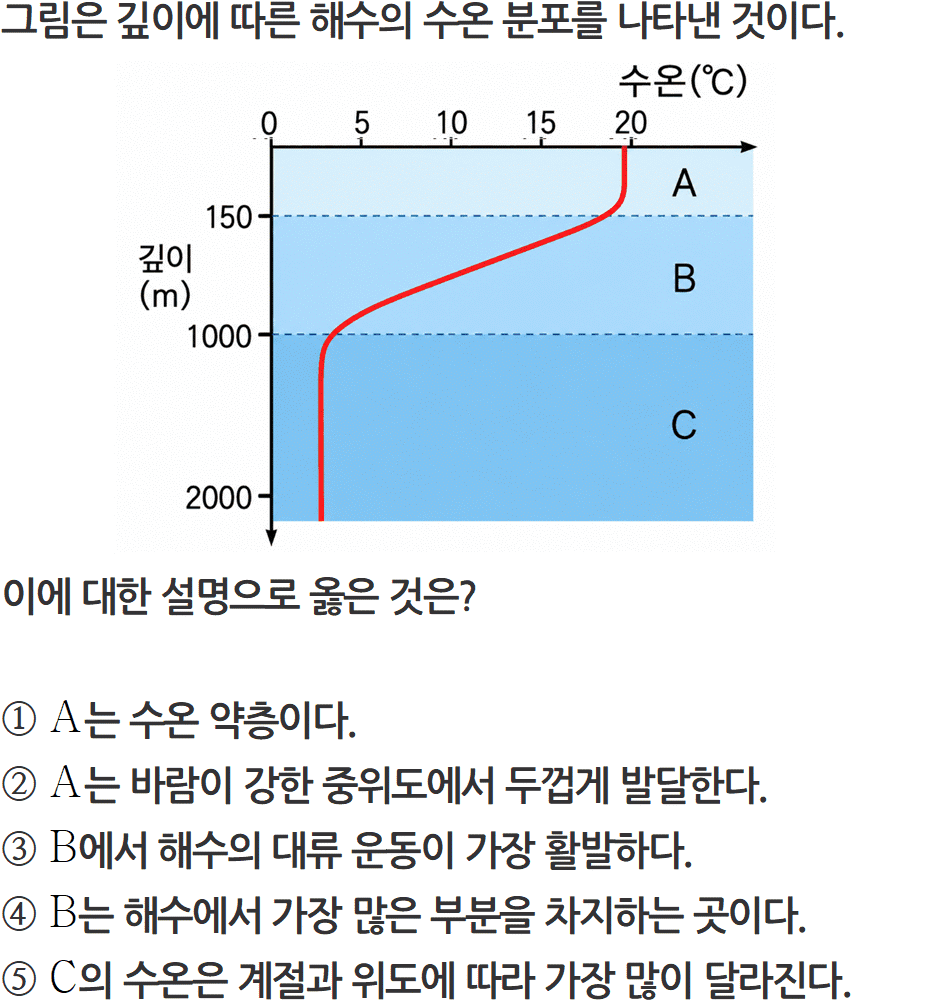 그림은 깊이에 따른 해수의 수온 분포를 나타낸 것이다.
수온(℃)
0 5 10 15 20
A
150
깊이
(m)
B
1000
C
2000
이에 대한 설명으로 옳은 것은?
① A는 수온 약층이다.
② A는 바람이 강한 중위도에서 두껍게 발달한다.
③ B에서 해수의 대류 운동이 가장 활발하다.
④ B는 해수에서 가장 많은 부분을 차지하는 곳이다.
⑤ C의 수온은 계절과 위도에 따라 가장 많이 달라진다.